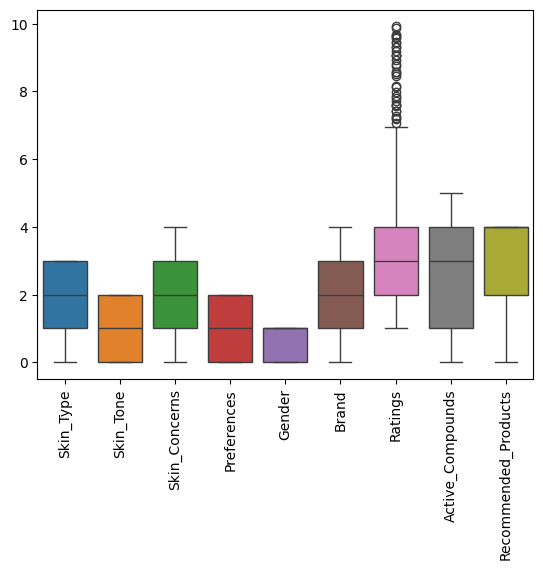 10
8
6
4
2
0
Skin_Type
Skin_Tone
Skin_Concerns
Preferences
Gender
Brand
Ratings
Active_Compounds
Recommended_Products